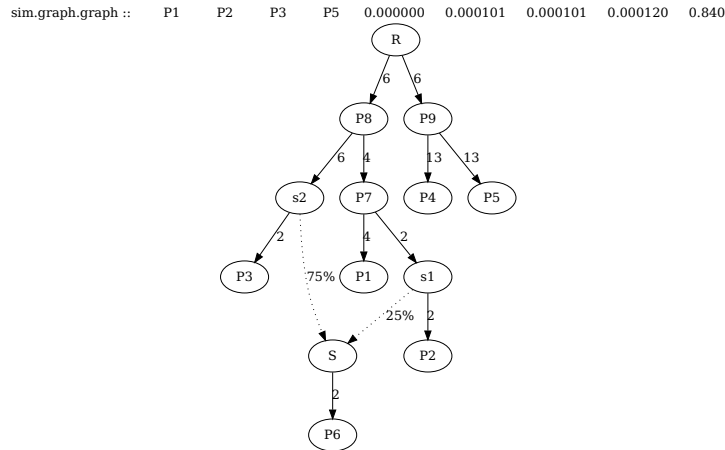 sim.graph.graph :: P1 P2 P3 P5 0.000000 0.000101 0.000101 0.000120 0.840
R
6 6
P8 P9
6 4 13 13
s2 P7 P4 P5
2 4 2
P3 75% P1 s1
25% 2
S P2
2
P6